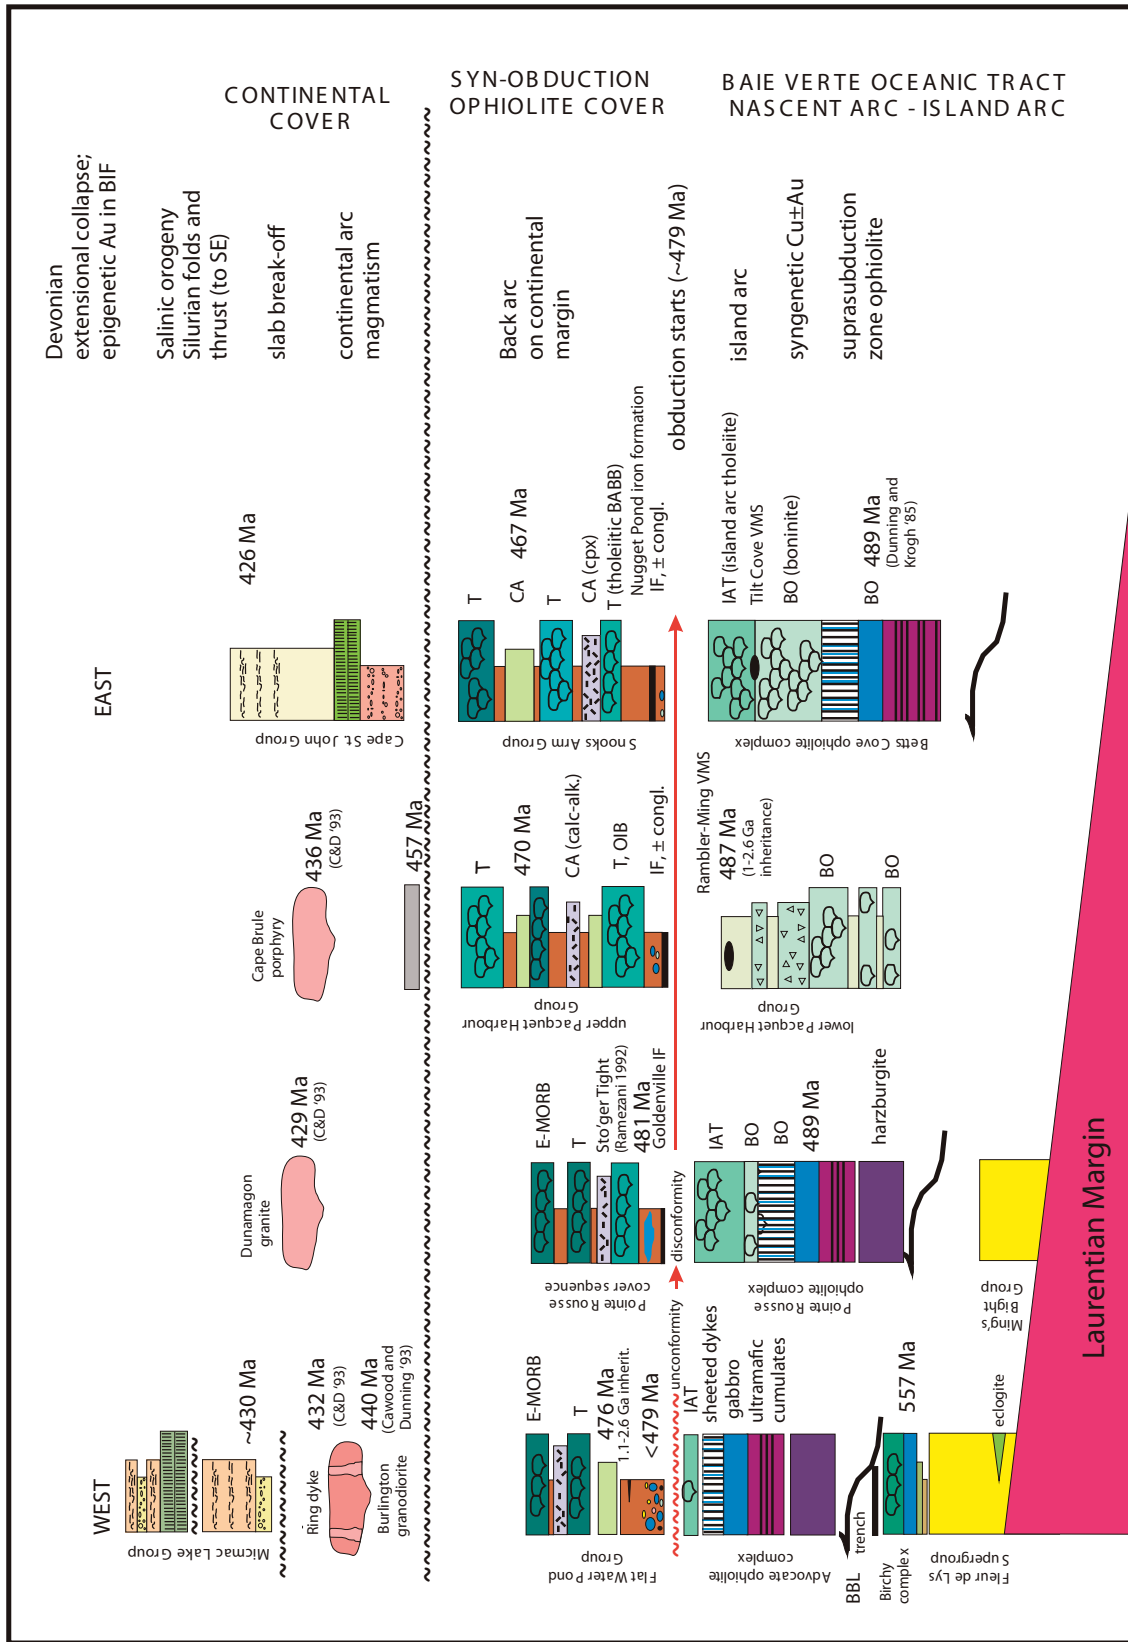 WEST
EAST
CONTINENTAL
COVER
SYN-OBDUCTION
OPHIOLITE COVER
BAIE VERTE OCEANIC TRACT
NASCENT ARC - ISLAND ARC
Devonian
extensional collapse;
epigenetic Au in BIF
Salinic orogeny
Silurian folds and
thrust (to SE)
slab break-off
continental arc
magmatism
Back arc
on continental
margin
obduction starts (~479 Ma)
island arc
syngenetic Cu±Au
suprasubduction
zone ophiolite
Micmac Lake Group
~430 Ma
Ring dyke
432 Ma
(C&D '93)
440 Ma
(Cawood and
Dunning '93)
Burlington
granodiorite
Dunamagon
granite
429 Ma
(C&D '93)
Cape Brule
porphyry
436 Ma
(C&D '93)
457 Ma
426 Ma
Cape St. John Group
Flat Water Pond
Group
E-MORB
T
476 Ma
1.1-2.6 Ga inherit.
<479 Ma
unconformity
Pointe Rousse
cover sequence
E-MORB
T
Sto'ger Tight
(Ramezani 1992)
481 Ma
Goldenville IF
disconformity
upper Pacquet Harbour
Group
T
470 Ma
CA (calc-alk.)
T, OIB
IF, ± congl.
Snooks Arm Group
T
CA
467 Ma
T
CA (cpx)
T (tholeiitic BABB)
Nugget Pond iron formation
IF, ± congl.
Advocate ophiolite
complex
IAT
sheeted dykes
gabbro
ultramafic
cumulates
BBL
trench
Birchy
complex
557 Ma
Fleur de Lys
Supergroup
eclogite
Pointe Rousse
ophiolite complex
IAT
BO
BO
489 Ma
harzburgite
Ming's
Bight
Group
lower Pacquet Harbour
Group
Rambler-Ming VMS
487 Ma
(1-2.6 Ga
inheritance)
BO
BO
Betts Cove ophiolite complex
IAT (island arc tholeiite)
Tilt Cove VMS
BO (boninite)
BO
489 Ma
(Dunning and
Krogh '85)
Laurentian Margin